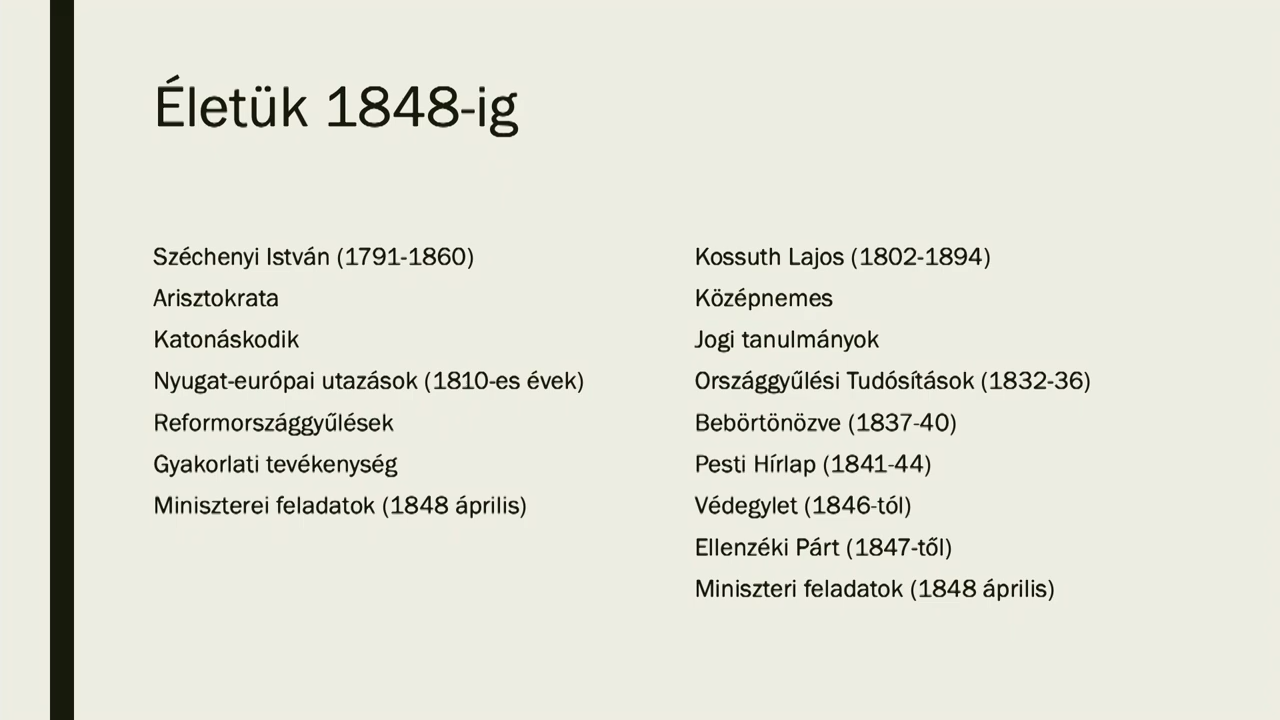 Életük 1848-ig
Széchenyi István (1791-1860)
Arisztokrata
Katonáskodik
Nyugat-európai utazások (1810-es évek)
Reformországgyűlések
Gyakorlati tevékenység
Miniszterei feladatok (1848 április)
Kossuth Lajos (1802-1894)
Középnemes
Jogi tanulmányok
Országgyűlési Tudósítások (1832-36)
Bebörtönözve (1837-40)
Pesti Hírlap (1841-44)
Védegylet (1846-tól)
Ellenzéki Párt (1847-től)
Miniszteri feladatok (1848 április)